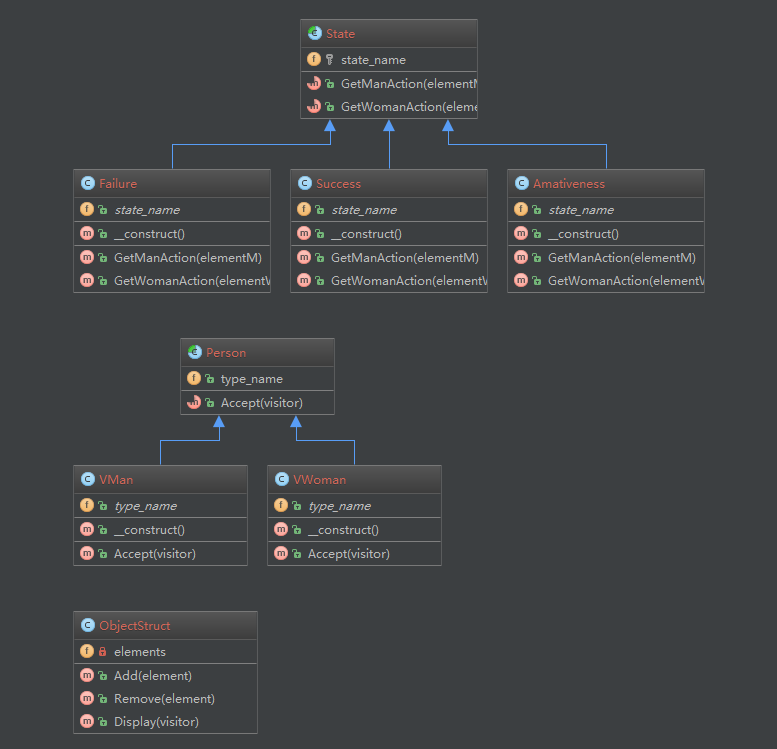 State
state_name
GetManAction(elementM
GetWomanAction(eleme
Failure
state_name
__construct()
GetManAction(elementM)
GetWomanAction(elementW
Success
state_name
__construct()
GetManAction(elementM)
GetWomanAction(elementW
Amativeness
state_name
__construct()
GetManAction(elementM)
GetWomanAction(elementW
Person
type_name
Accept(visitor)
VMan
type_name
__construct()
Accept(visitor)
VWoman
type_name
__construct()
Accept(visitor)
ObjectStruct
elements
Add(element)
Remove(element)
Display(visitor)